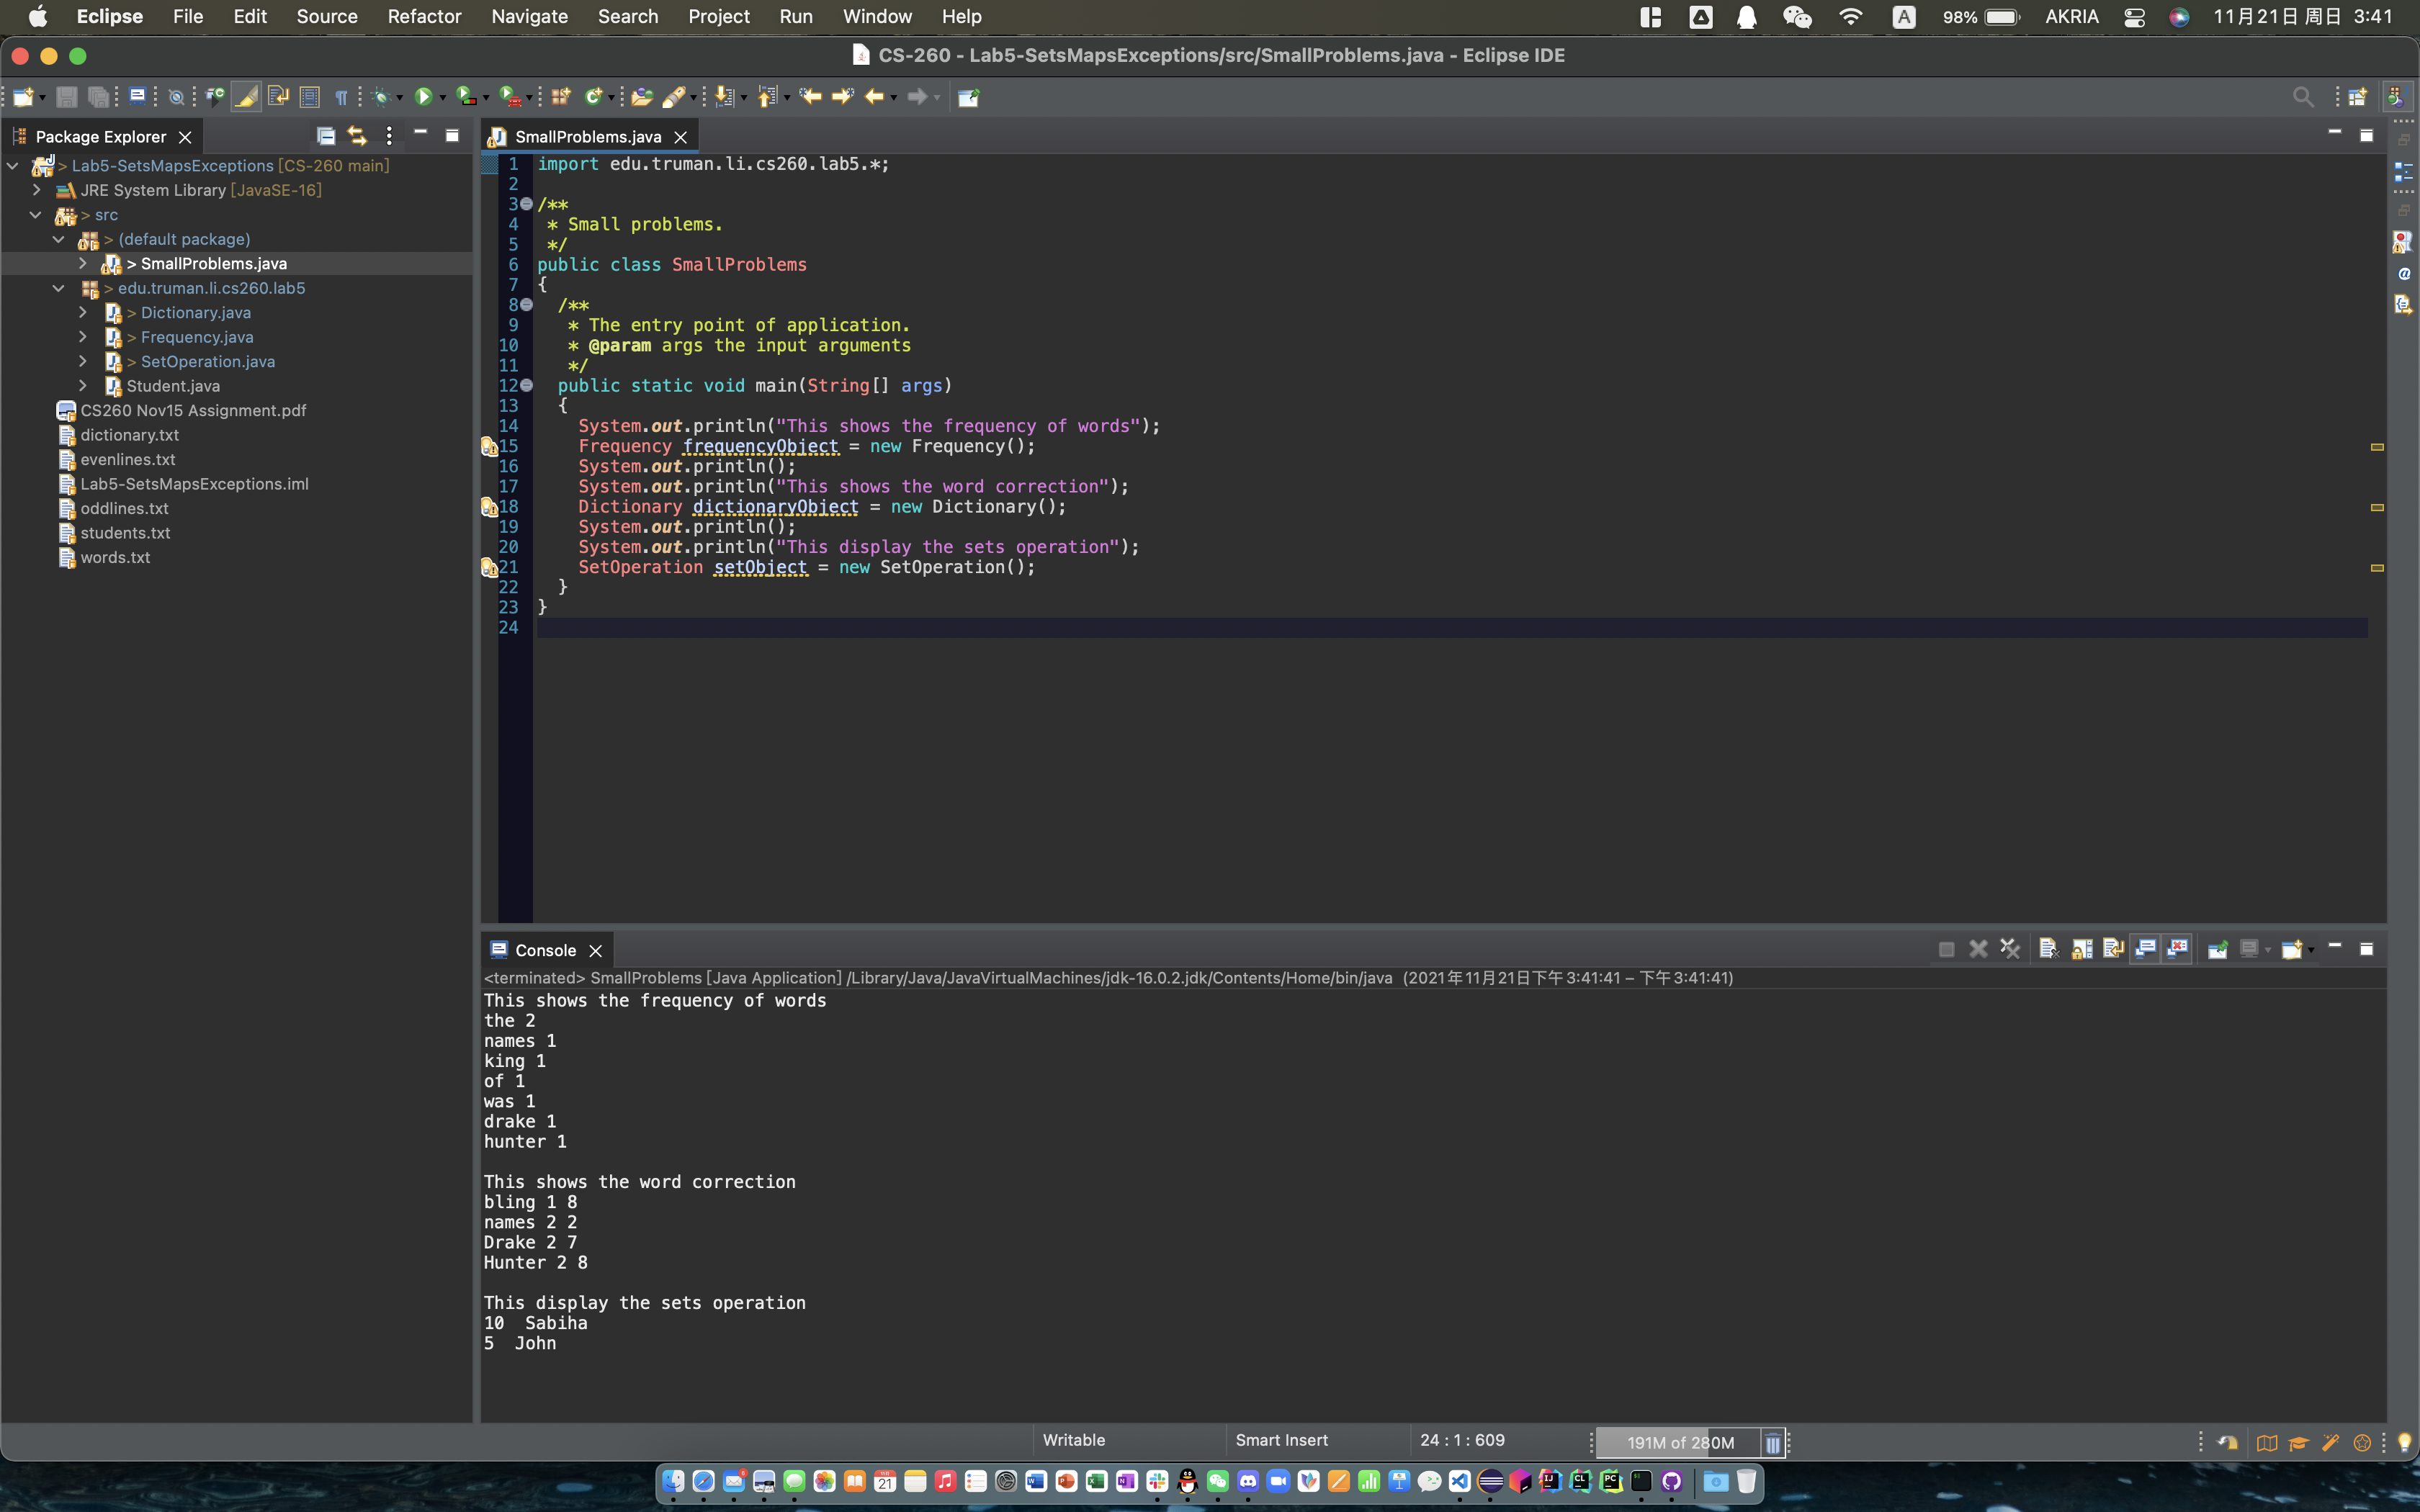 Eclipse File Edit Source Refactor Navigate Search Project Run Window Help
A 98% AKRIA 11月21日 周日 3:41
CS-260 - Lab5-SetsMapsExceptions/src/SmallProblems.java - Eclipse IDE
Package Explorer
> Lab5-SetsMapsExceptions [CS-260 main]
JRE System Library [JavaSE-16]
> src
> (default package)
> SmallProblems.java
> edu.truman.li.cs260.lab5
> Dictionary.java
> Frequency.java
> SetOperation.java
Student.java
CS260 Nov15 Assignment.pdf
dictionary.txt
evenlines.txt
Lab5-SetsMapsExceptions.iml
oddlines.txt
students.txt
words.txt
SmallProblems.java
1 import edu.truman.li.cs260.lab5.*;
2
3 /**
4 * Small problems.
5 */
6 public class SmallProblems
7 {
8 /**
9 * The entry point of application.
10 * @param args the input arguments
11 */
12 public static void main(String[] args)
13 {
14 System.out.println("This shows the frequency of words");
15 Frequency frequencyObject = new Frequency();
16 System.out.println();
17 System.out.println("This shows the word correction");
18 Dictionary dictionaryObject = new Dictionary();
19 System.out.println();
20 System.out.println("This display the sets operation");
21 SetOperation setObject = new SetOperation();
22 }
23 }
24
Console
<terminated> SmallProblems [Java Application] /Library/Java/JavaVirtualMachines/jdk-16.0.2.jdk/Contents/Home/bin/java (2021年11月21日下午3:41:41 – 下午3:41:41)
This shows the frequency of words
the 2
names 1
king 1
of 1
was 1
drake 1
hunter 1
This shows the word correction
bling 1 8
names 2 2
Drake 2 7
Hunter 2 8
This display the sets operation
10 Sabiha
5 John
Writable Smart Insert 24 : 1 : 609 191M of 280M